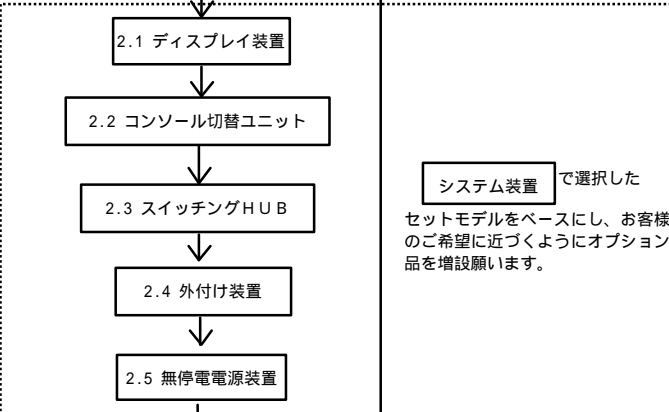 2.1 ディスプレイ装置
2.2 コンソール切替ユニット
2.3 スイッチングＨＵＢ
2.4 外付け装置
2.5 無停電電源装置
システム装置 で選択した
セットモデルをベースにし、お客様
のご希望に近づくようにオプション
品を増設願います。